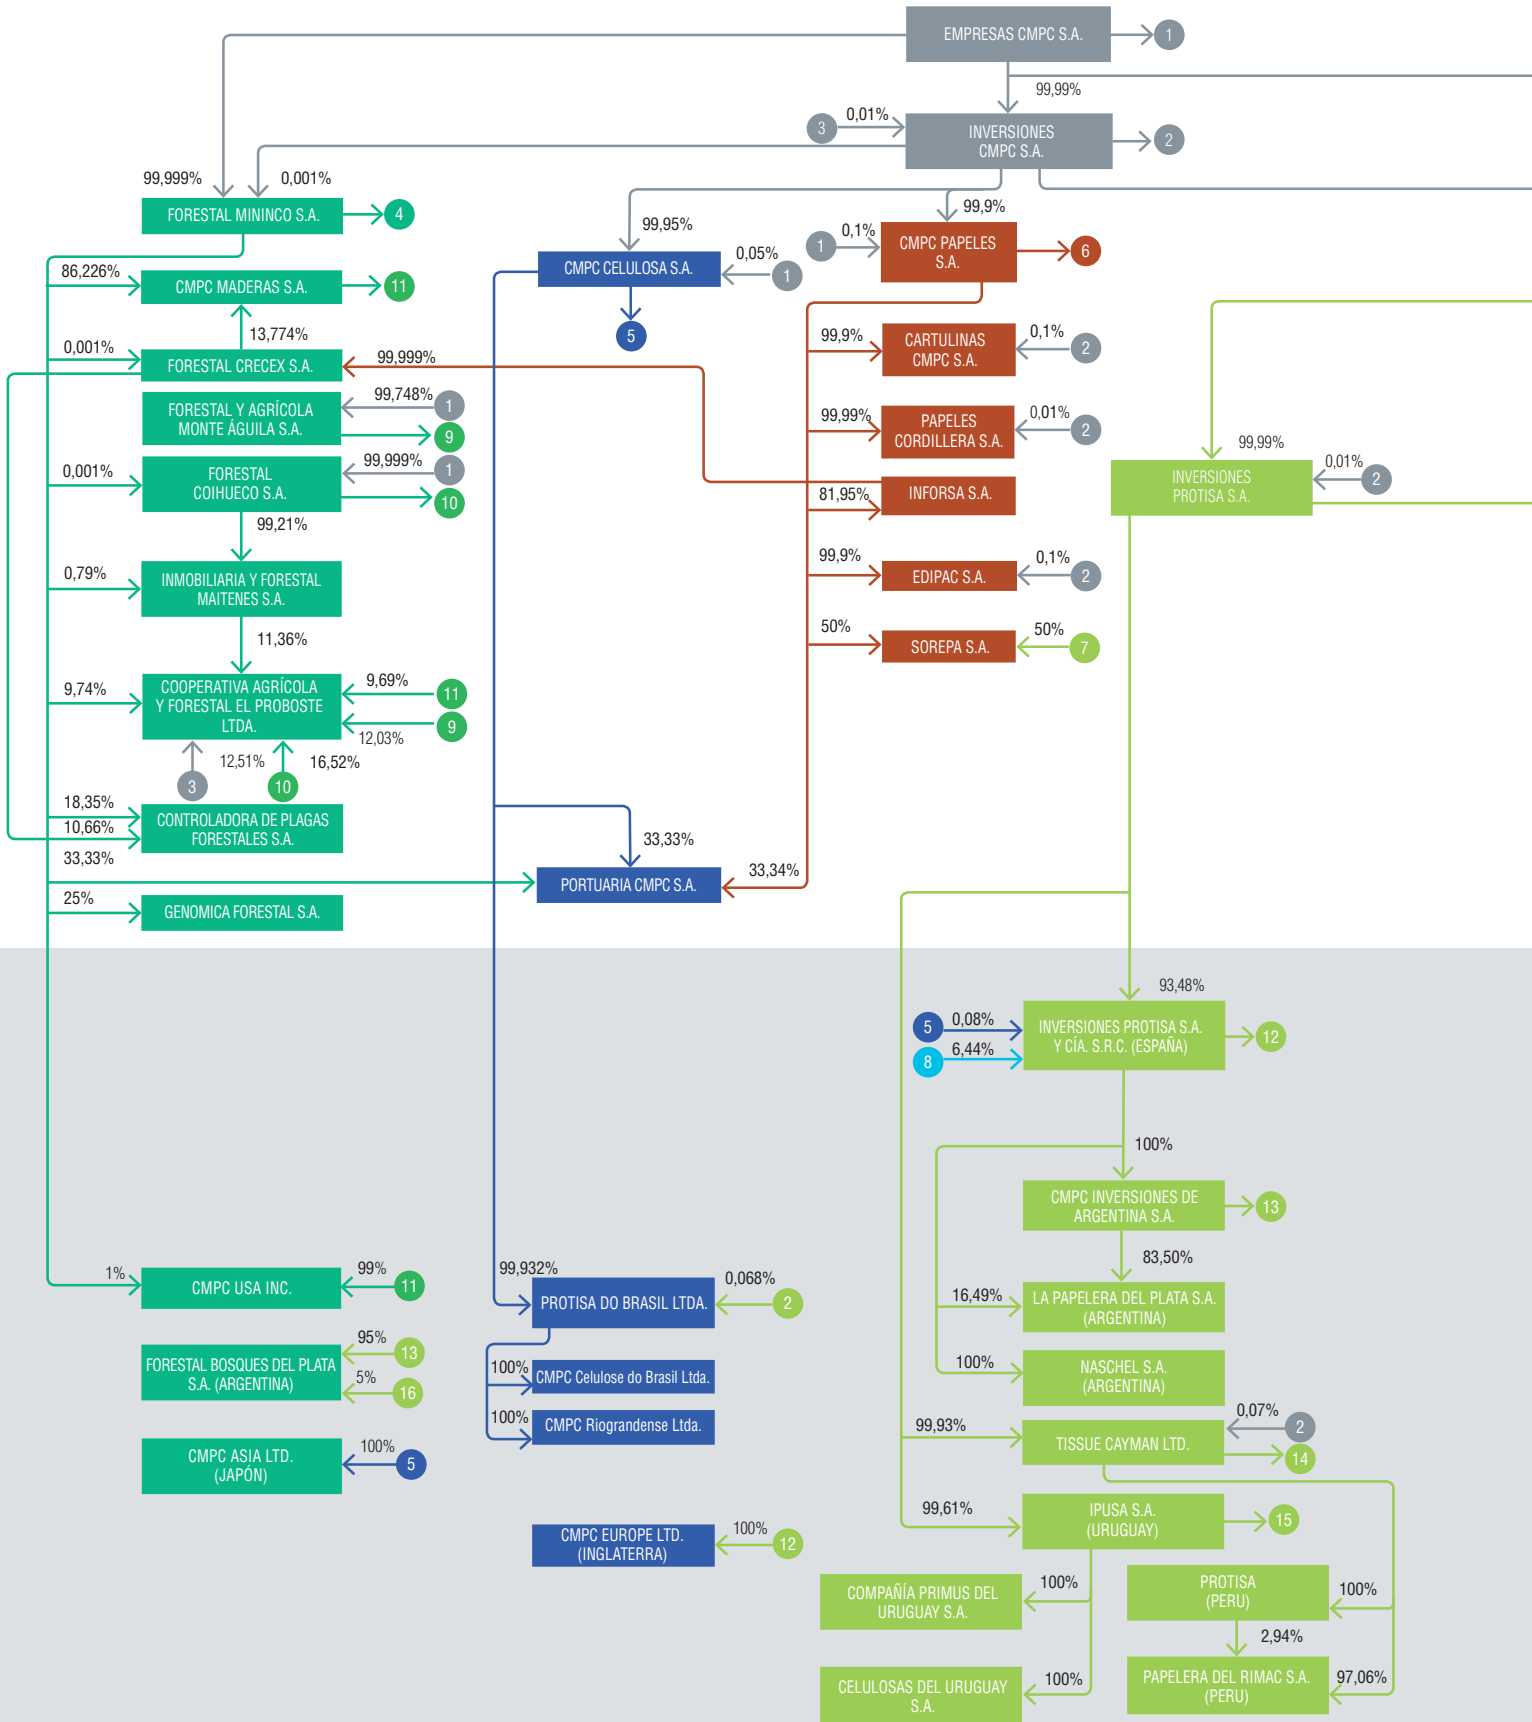 EMPRESAS CMPC S.A.
1
99,99%
3
0,01%
INVERSIONES
CMPC S.A.
2
99,999%
0,001%
FORESTAL MININCO S.A.
4
99,95%
99,9%
1
0,1%
CMPC PAPELES
S.A.
6
CMPC CELULOSA S.A.
0,05%
1
5
86,226%
CMPC MADERAS S.A.
11
13,774%
0,001%
FORESTAL CRECEX S.A.
99,999%
99,9%
CARTULINAS
CMPC S.A.
0,1%
2
FORESTAL Y AGRÍCOLA
MONTE ÁGUILA S.A.
99,748%
1
9
99,99%
PAPELES
CORDILLERA S.A.
0,01%
2
99,99%
INVERSIONES
PROTISA S.A.
0,01%
2
0,001%
FORESTAL
COIHUECO S.A.
99,999%
1
10
81,95%
INFORSA S.A.
99,21%
0,79%
INMOBILIARIA Y FORESTAL
MAITENES S.A.
99,9%
EDIPAC S.A.
0,1%
2
11,36%
50%
SOREPA S.A.
50%
7
9,74%
COOPERATIVA AGRÍCOLA
Y FORESTAL EL PROBOSTE
LTDA.
9,69%
11
9
12,03%
12,51%
16,52%
3
10
18,35%
10,66%
CONTROLADORA DE PLAGAS
FORESTALES S.A.
33,33%
33,33%
PORTUARIA CMPC S.A.
33,34%
25%
GENOMICA FORESTAL S.A.
93,48%
5
0,08%
8
6,44%
INVERSIONES PROTISA S.A.
Y CÍA. S.R.C. (ESPAÑA)
12
100%
CMPC INVERSIONES DE
ARGENTINA S.A.
13
83,50%
1%
CMPC USA INC.
99%
11
99,932%
PROTISA DO BRASIL LTDA.
0,068%
2
16,49%
LA PAPELERA DEL PLATA S.A.
(ARGENTINA)
FORESTAL BOSQUES DEL PLATA
S.A. (ARGENTINA)
95%
13
5%
16
100%
CMPC Celulose do Brasil Ltda.
100%
NASCHEL S.A.
(ARGENTINA)
100%
CMPC Riograndense Ltda.
99,93%
TISSUE CAYMAN LTD.
0,07%
2
14
CMPC ASIA LTD.
(JAPÓN)
100%
5
99,61%
IPUSA S.A.
(URUGUAY)
15
CMPC EUROPE LTD.
(INGLATERRA)
100%
12
COMPAÑÍA PRIMUS DEL
URUGUAY S.A.
100%
PROTISA
(PERU)
100%
2,94%
CELULOSAS DEL URUGUAY
S.A.
100%
PAPELERA DEL RIMAC S.A.
(PERU)
97,06%